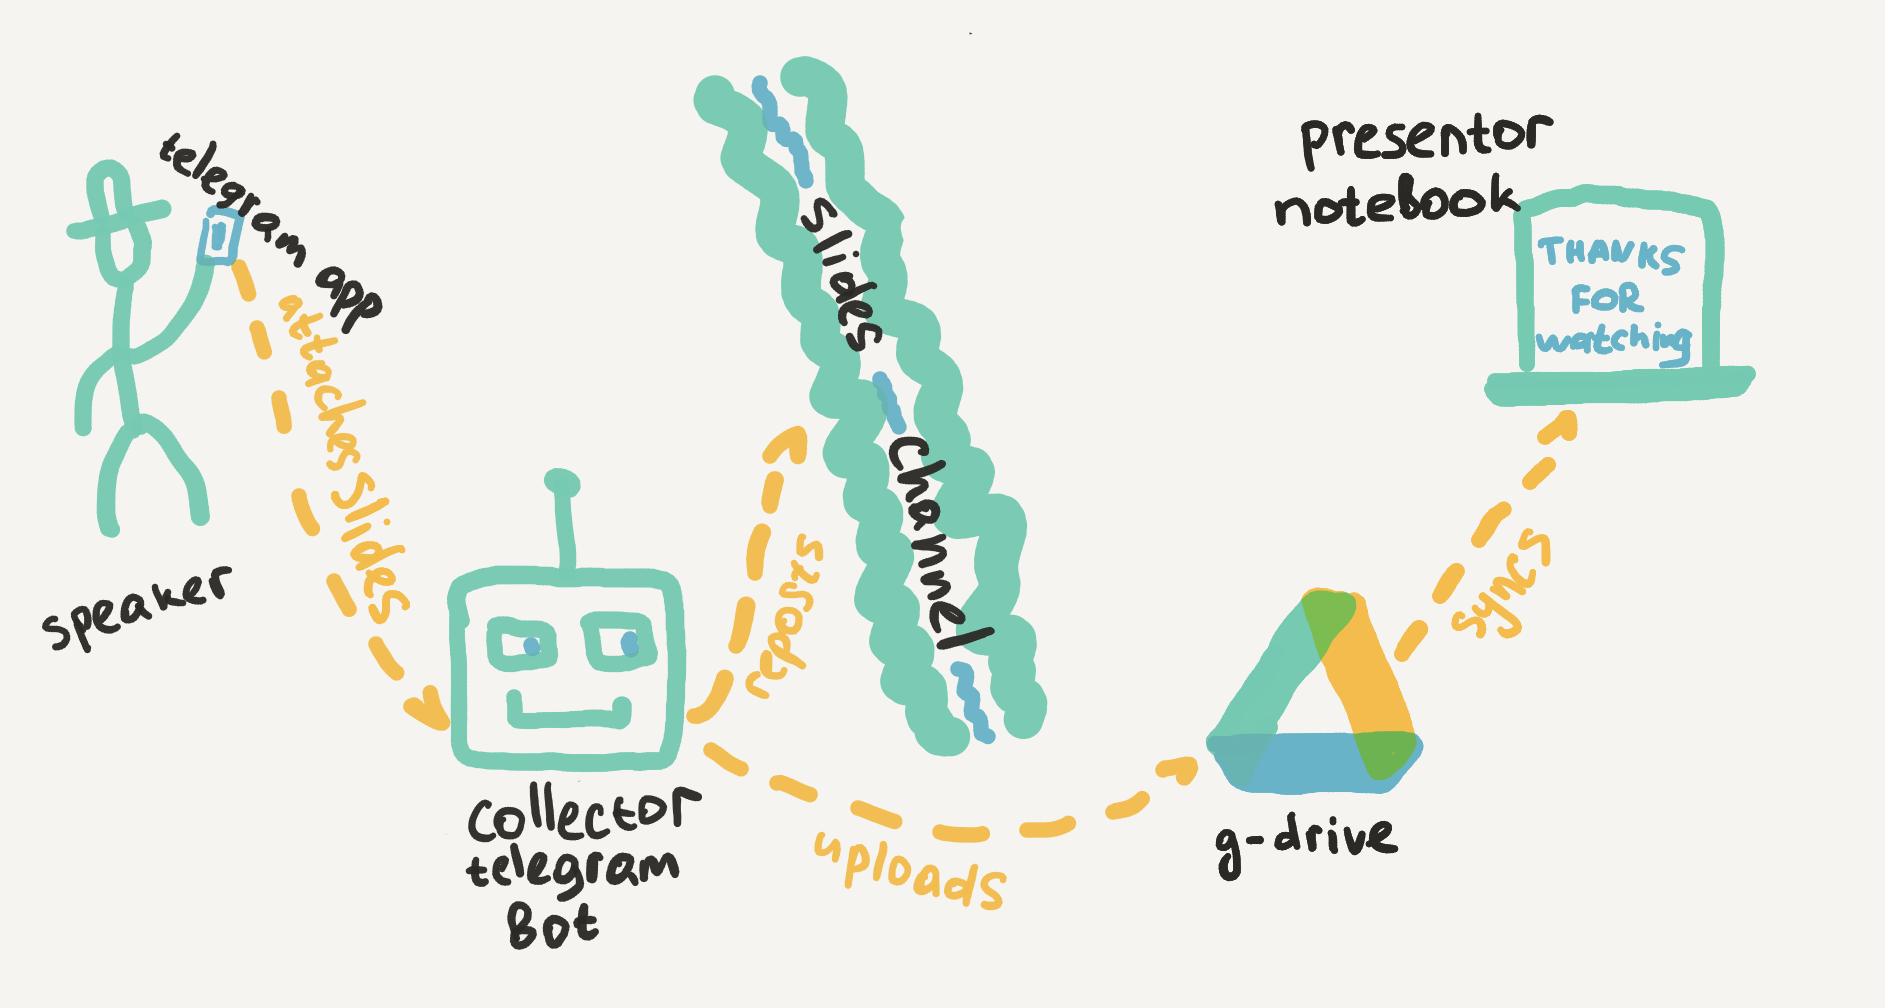 telegram app
attaches slides
speaker
collector
telegram
Bot
reposts
slides
Channel
uploads
g-drive
syncs
presentor
notebook
THANKS
FOR
watching